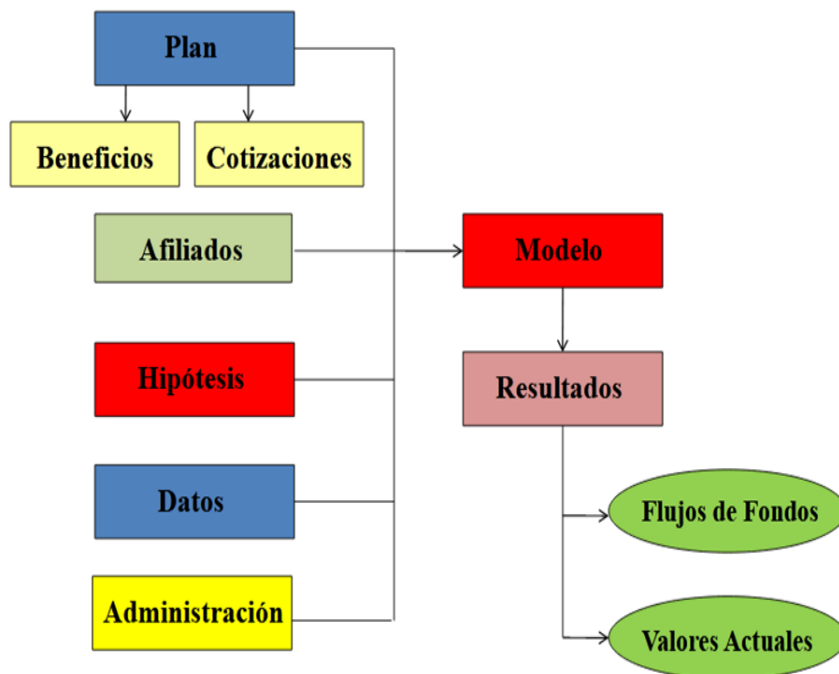 Plan
Beneficios
Cotizaciones
Afiliados
Modelo
Hipótesis
Resultados
Datos
Flujos de Fondos
Administración
Valores Actuales